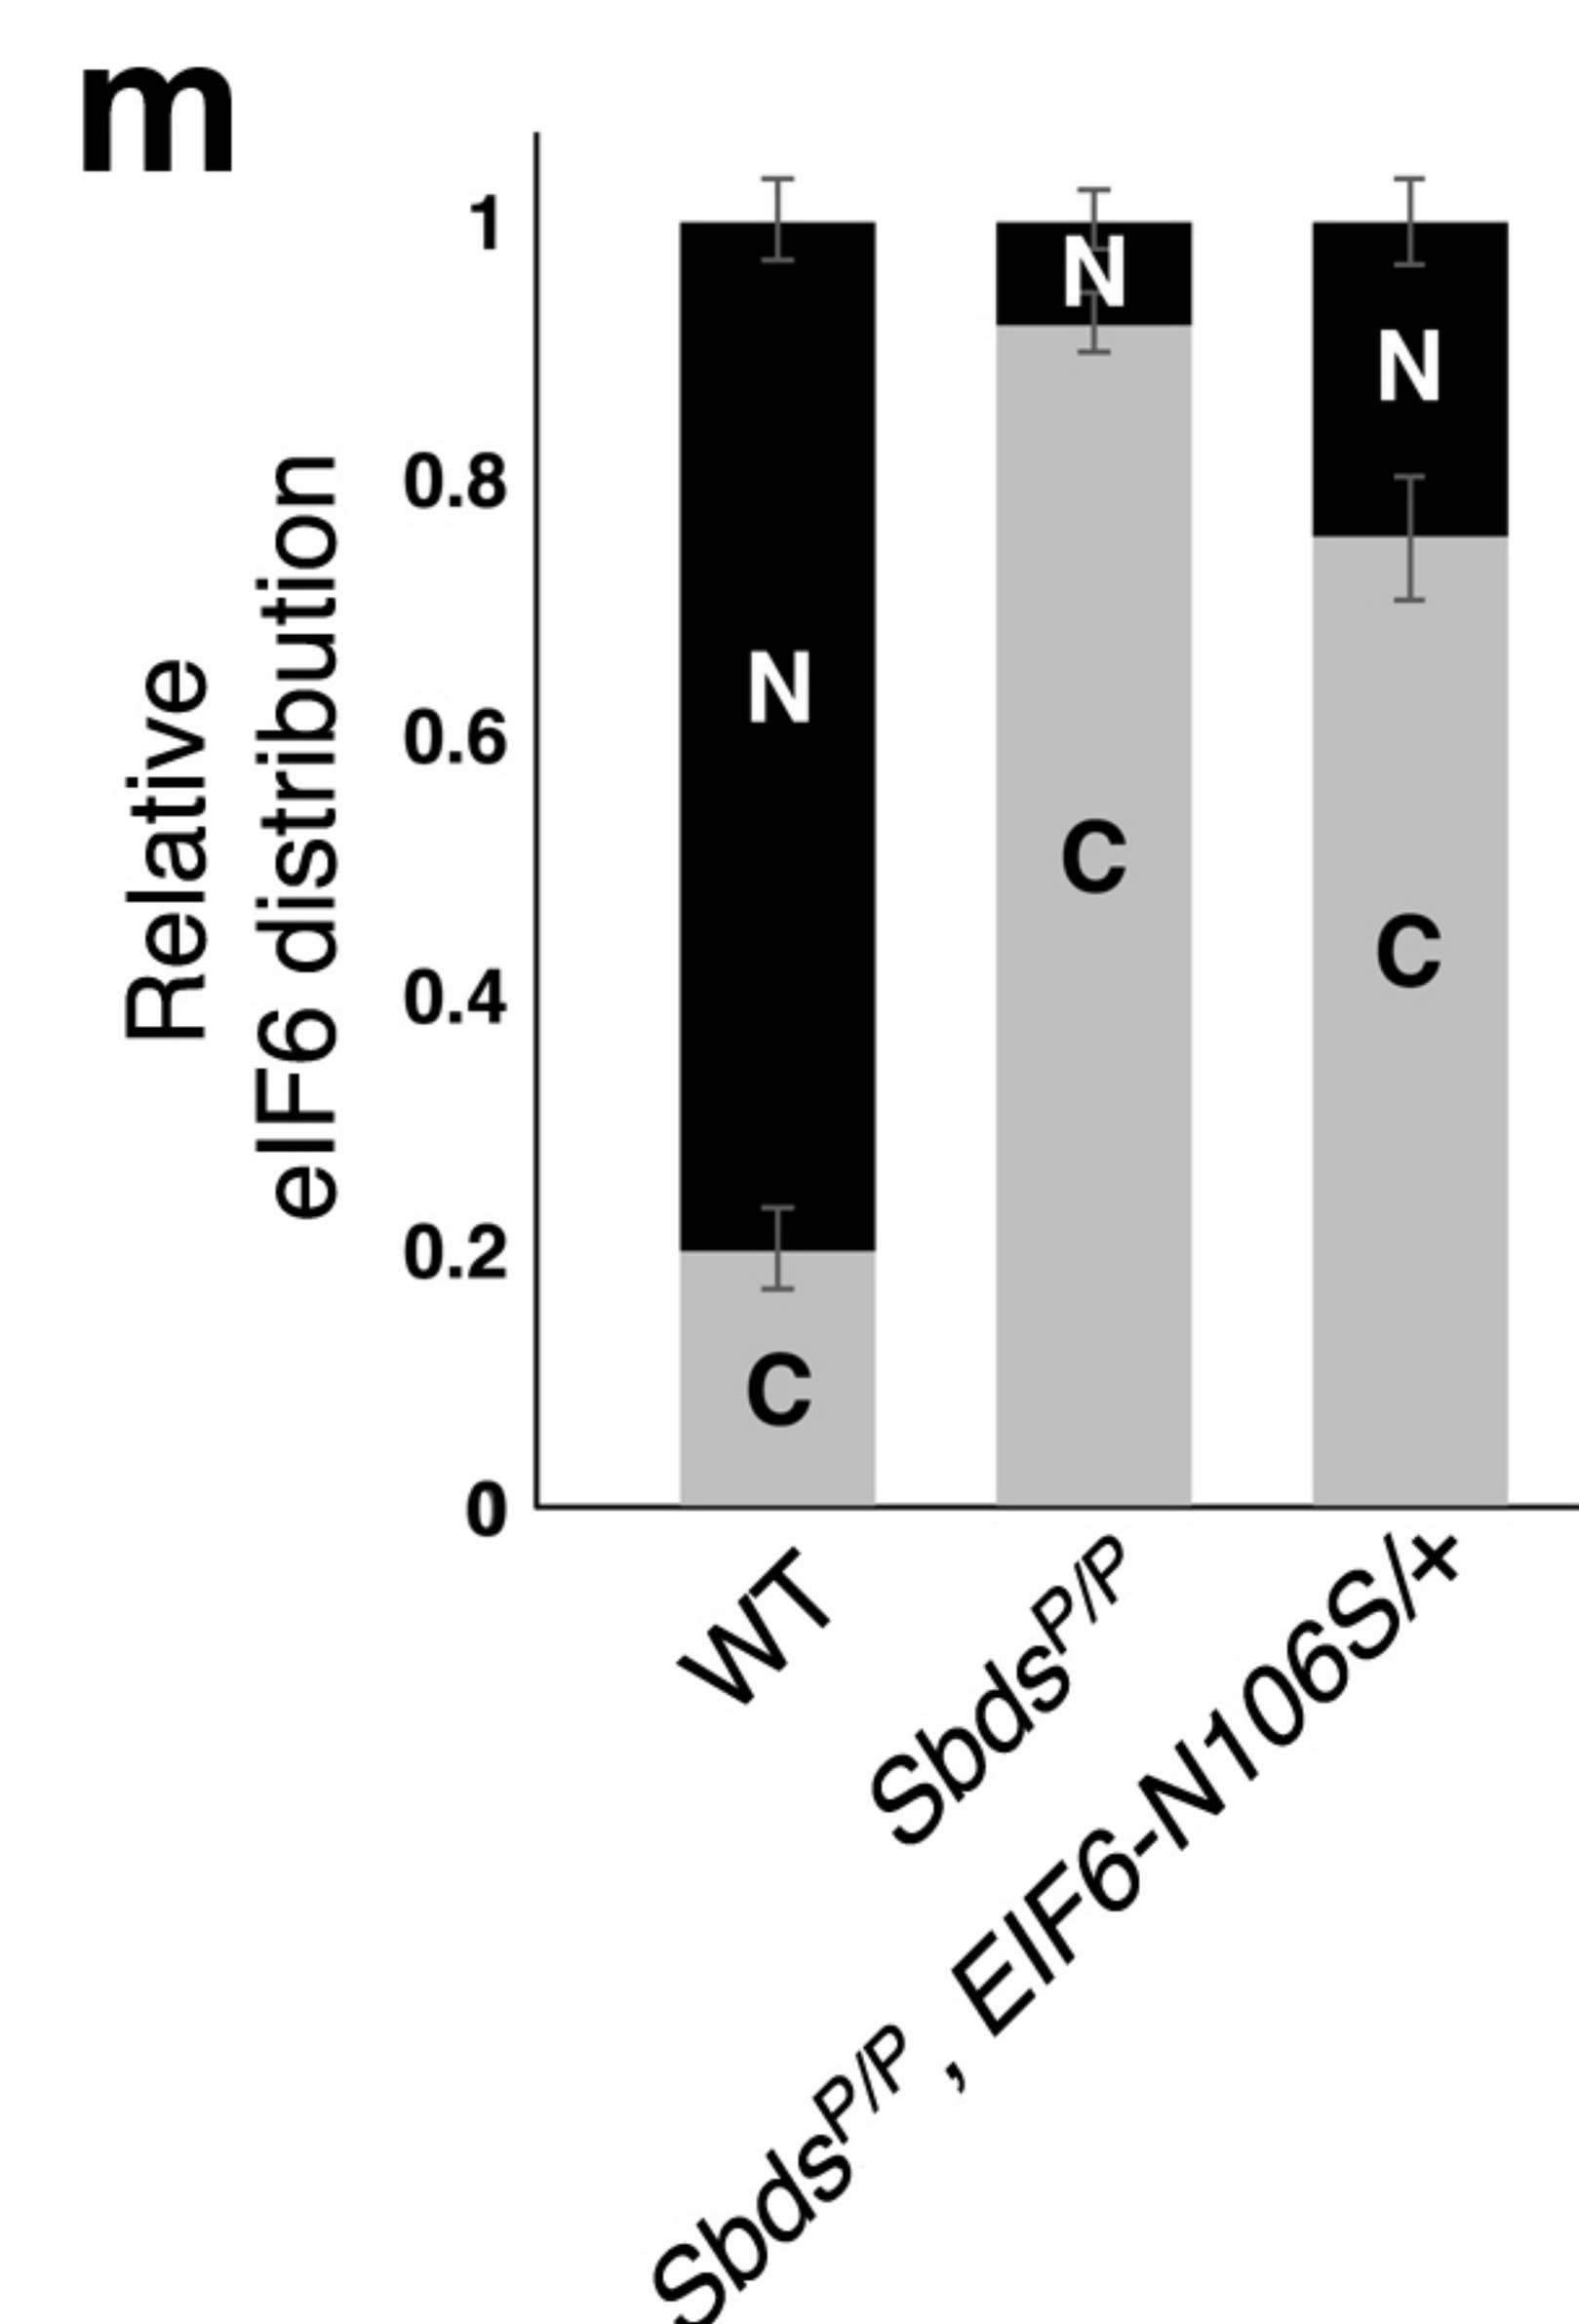 m
Relative
eIF6 distribution
1
0.8
0.6
0.4
0.2
0
N
C
N
C
N
C
WT
Sbds^P/P
Sbds^P/P, EIF6-N106S/+